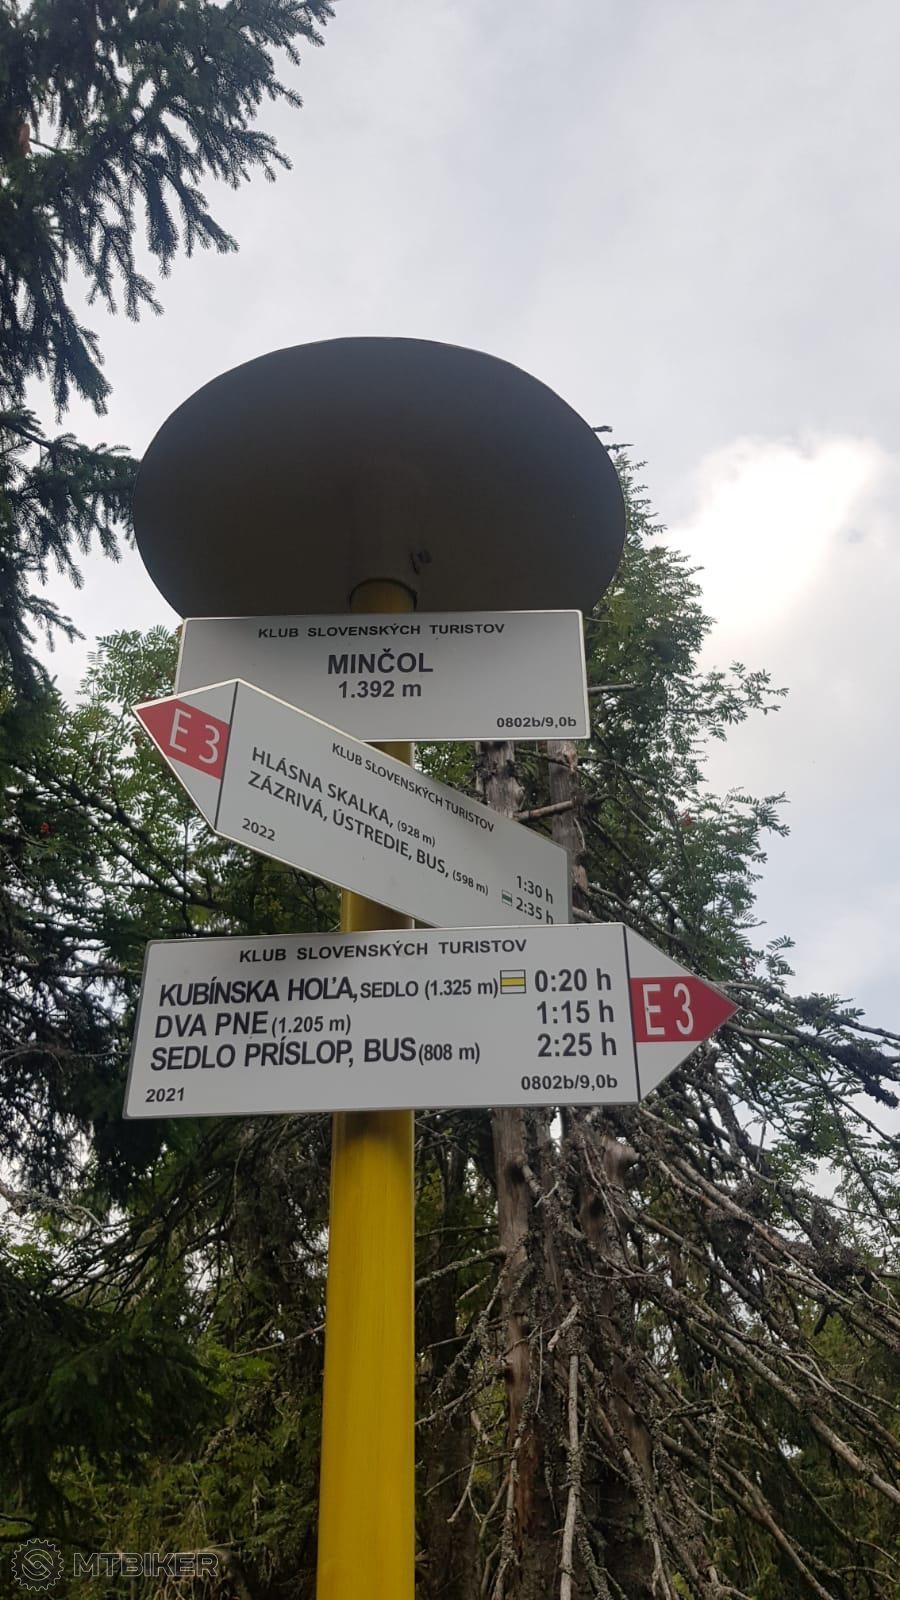 KLUB SLOVENSKÝCH TURISTOV
MINČOL
1.392 m
0802b/9,0b
E3
KLUB SLOVENSKÝCH TURISTOV
HLÁSNA SKALKA, (928 m) 1:30 h
ZÁZRIVÁ, ÚSTREDIE, BUS, (598 m) 2:35 h
2022
KLUB SLOVENSKÝCH TURISTOV
KUBÍNSKA HOĽA, SEDLO (1.325 m) 0:20 h
DVA PNE (1.205 m) 1:15 h
SEDLO PRÍSLOP, BUS (808 m) 2:25 h
2021 0802b/9,0b
E3
MTBIKER